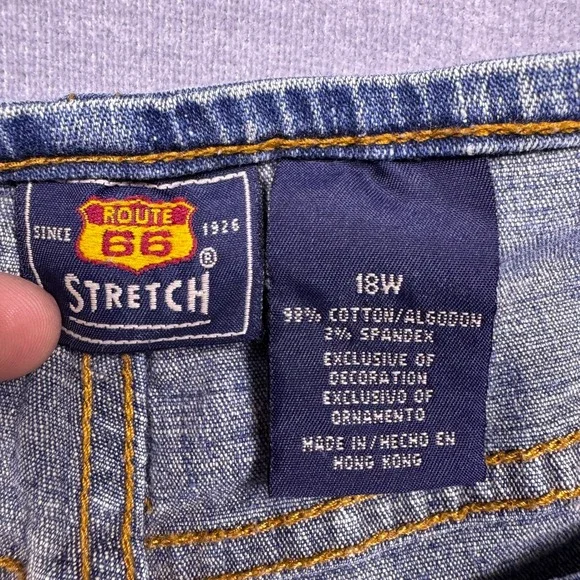 ROUTE
66
SINCE 1926
STRETCH ®
18W
98% COTTON/ALGODON
2% SPANDEX
EXCLUSIVE OF
DECORATION
EXCLUSIVO OF
ORNAMENTO
MADE IN/HECHO EN
HONG KONG